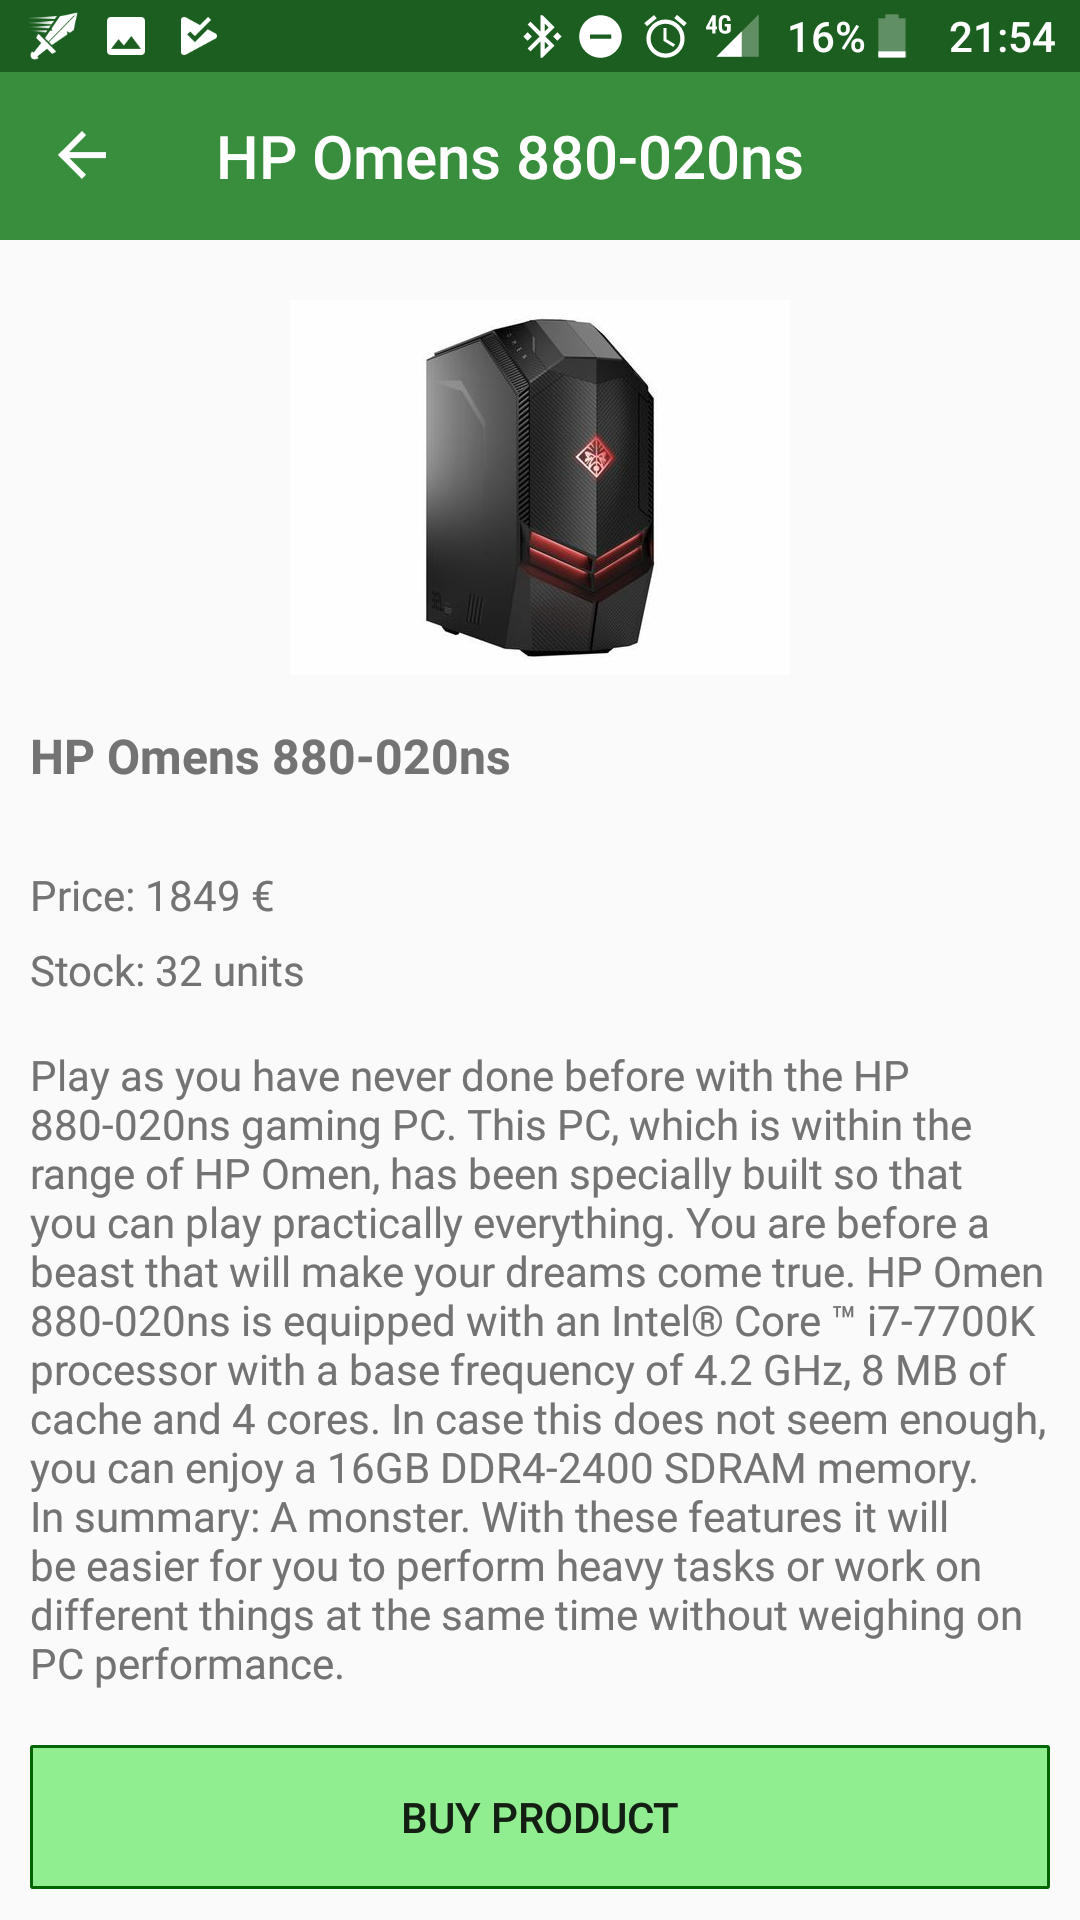 4G 16% 21:54
HP Omens 880-020ns
HP Omens 880-020ns
Price: 1849 €
Stock: 32 units
Play as you have never done before with the HP
880-020ns gaming PC. This PC, which is within the
range of HP Omen, has been specially built so that
you can play practically everything. You are before a
beast that will make your dreams come true. HP Omen
880-020ns is equipped with an Intel® Core ™ i7-7700K
processor with a base frequency of 4.2 GHz, 8 MB of
cache and 4 cores. In case this does not seem enough,
you can enjoy a 16GB DDR4-2400 SDRAM memory.
In summary: A monster. With these features it will
be easier for you to perform heavy tasks or work on
different things at the same time without weighing on
PC performance.
BUY PRODUCT